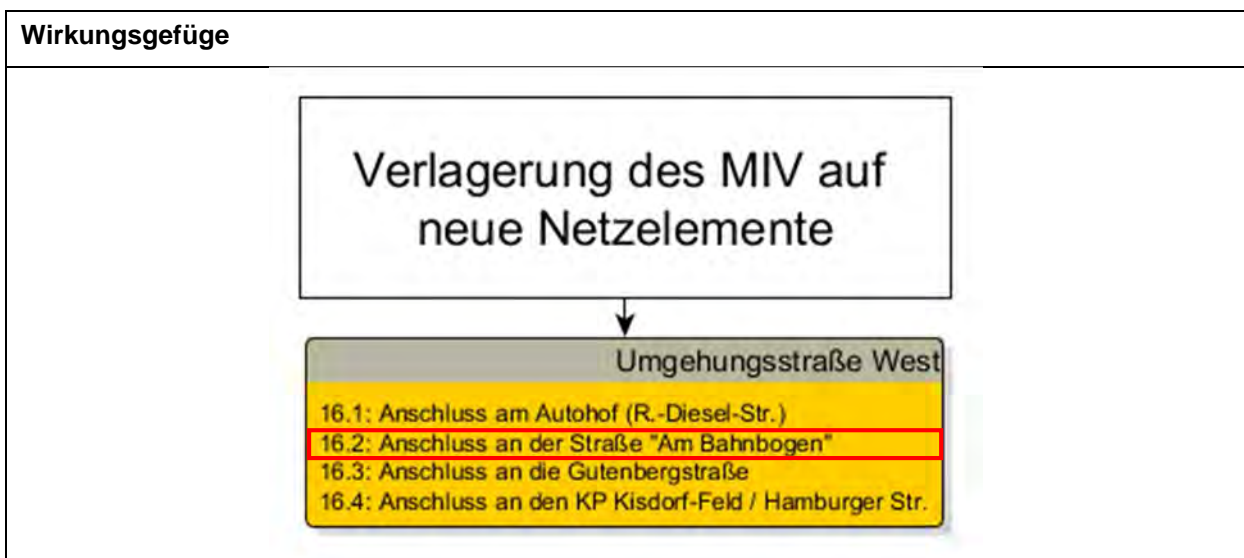 Wirkungsgefüge
Verlagerung des MIV auf
neue Netzelemente
Umgehungsstraße West
16.1: Anschluss am Autohof (R.-Diesel-Str.)
16.2: Anschluss an der Straße "Am Bahnbogen"
16.3: Anschluss an die Gutenbergstraße
16.4: Anschluss an den KP Kisdorf-Feld / Hamburger Str.